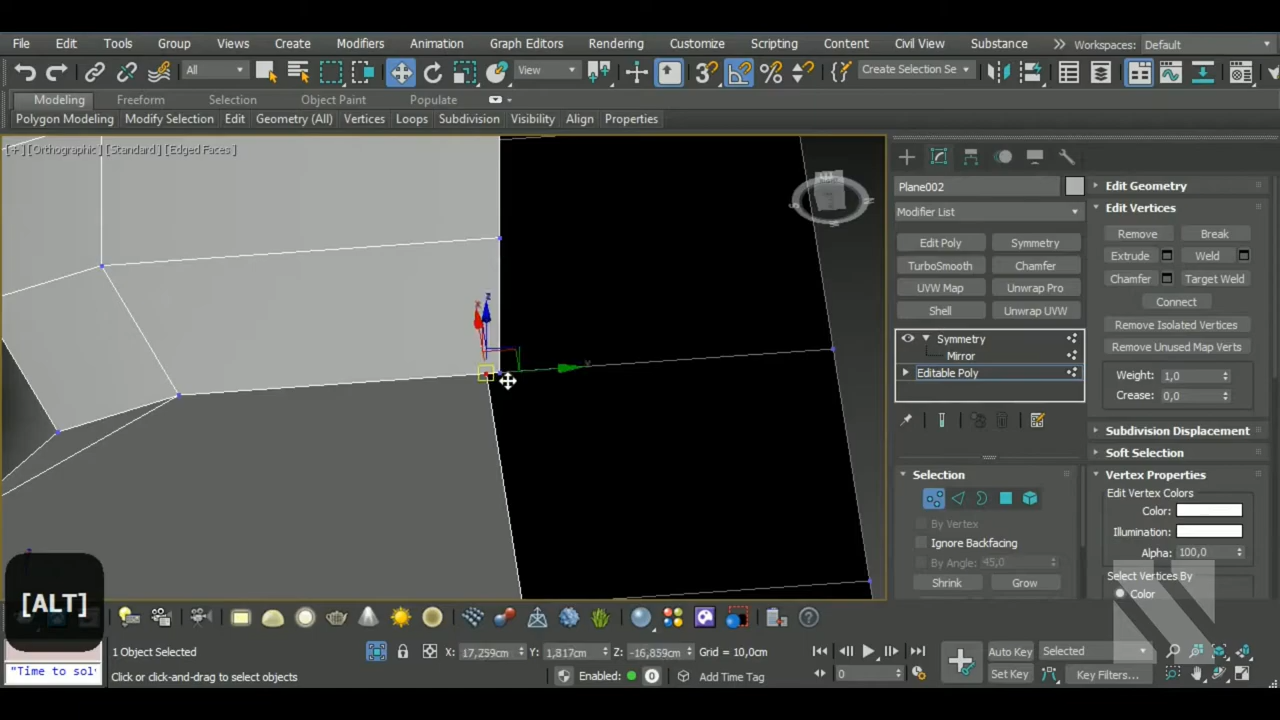 File Edit Tools Group Views Create Modifiers Animation Graph Editors Rendering Customize Scripting Content Civil View Substance Workspaces: Default
All View Create Selection Se
Modeling Freeform Selection Object Paint Populate
Polygon Modeling Modify Selection Edit Geometry (All) Vertices Loops Subdivision Visibility Align Properties
[+] [Orthographic] [Standard] [Edged Faces]
Plane002
Modifier List
Edit Poly Symmetry
TurboSmooth Chamfer
UVW Map Unwrap Pro
Shell Unwrap UVW
Symmetry
Mirror
Editable Poly
Selection
By Vertex
Ignore Backfacing
By Angle: 45,0
Shrink Grow
Edit Geometry
Edit Vertices
Remove Break
Extrude Weld
Chamfer Target Weld
Connect
Remove Isolated Vertices
Remove Unused Map Verts
Weight: 1,0
Crease: 0,0
Subdivision Displacement
Soft Selection
Vertex Properties
Edit Vertex Colors
Color:
Illumination:
Alpha: 100,0
Select Vertices By
Color
[ALT]
"Time to sol
1 Object Selected
Click or click-and-drag to select objects
X: 17,259cm Y: 1,817cm Z: -16,859cm Grid = 10,0cm
Enabled: 0 Add Time Tag
0
Auto Key Selected
Set Key Key Filters...